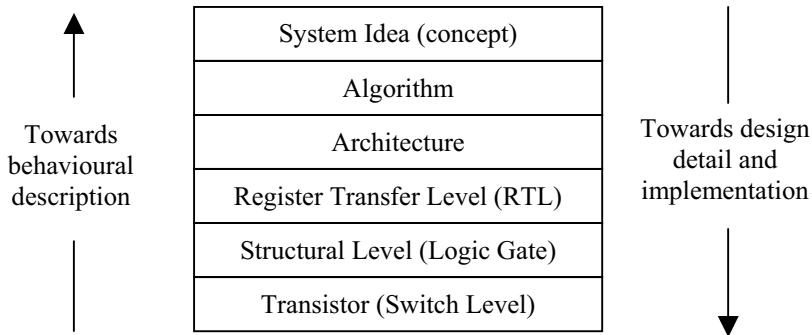 System Idea (concept)
Algorithm
Architecture
Register Transfer Level (RTL)
Structural Level (Logic Gate)
Transistor (Switch Level)
Towards
behavioural
description
Towards design
detail and
implementation